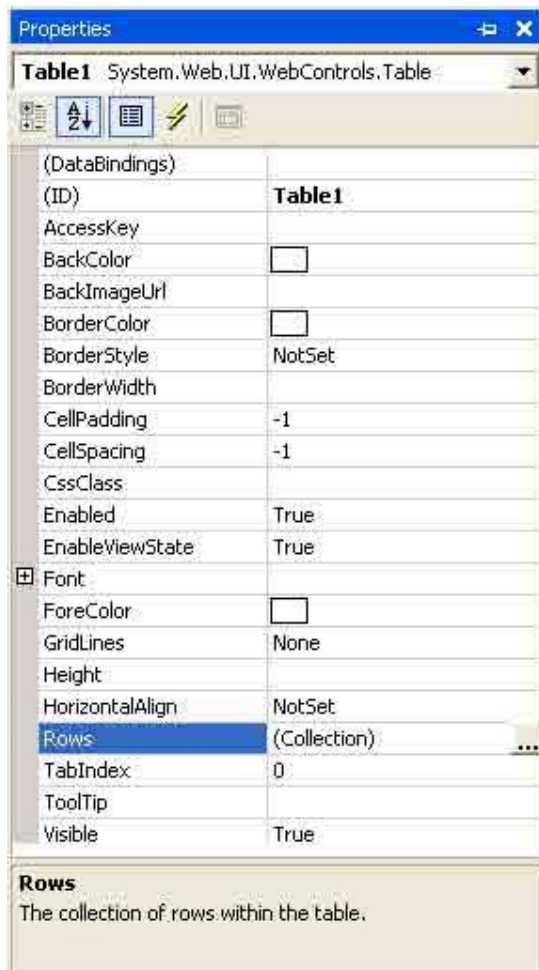 Properties
Table1 System.Web.UI.WebControls.Table
(DataBindings)
(ID) Table1
AccessKey
BackColor
BackImageUrl
BorderColor
BorderStyle NotSet
BorderWidth
CellPadding -1
CellSpacing -1
CssClass
Enabled True
EnableViewState True
Font
ForeColor
GridLines None
Height
HorizontalAlign NotSet
Rows (Collection) ...
TabIndex 0
ToolTip
Visible True
Rows
The collection of rows within the table.